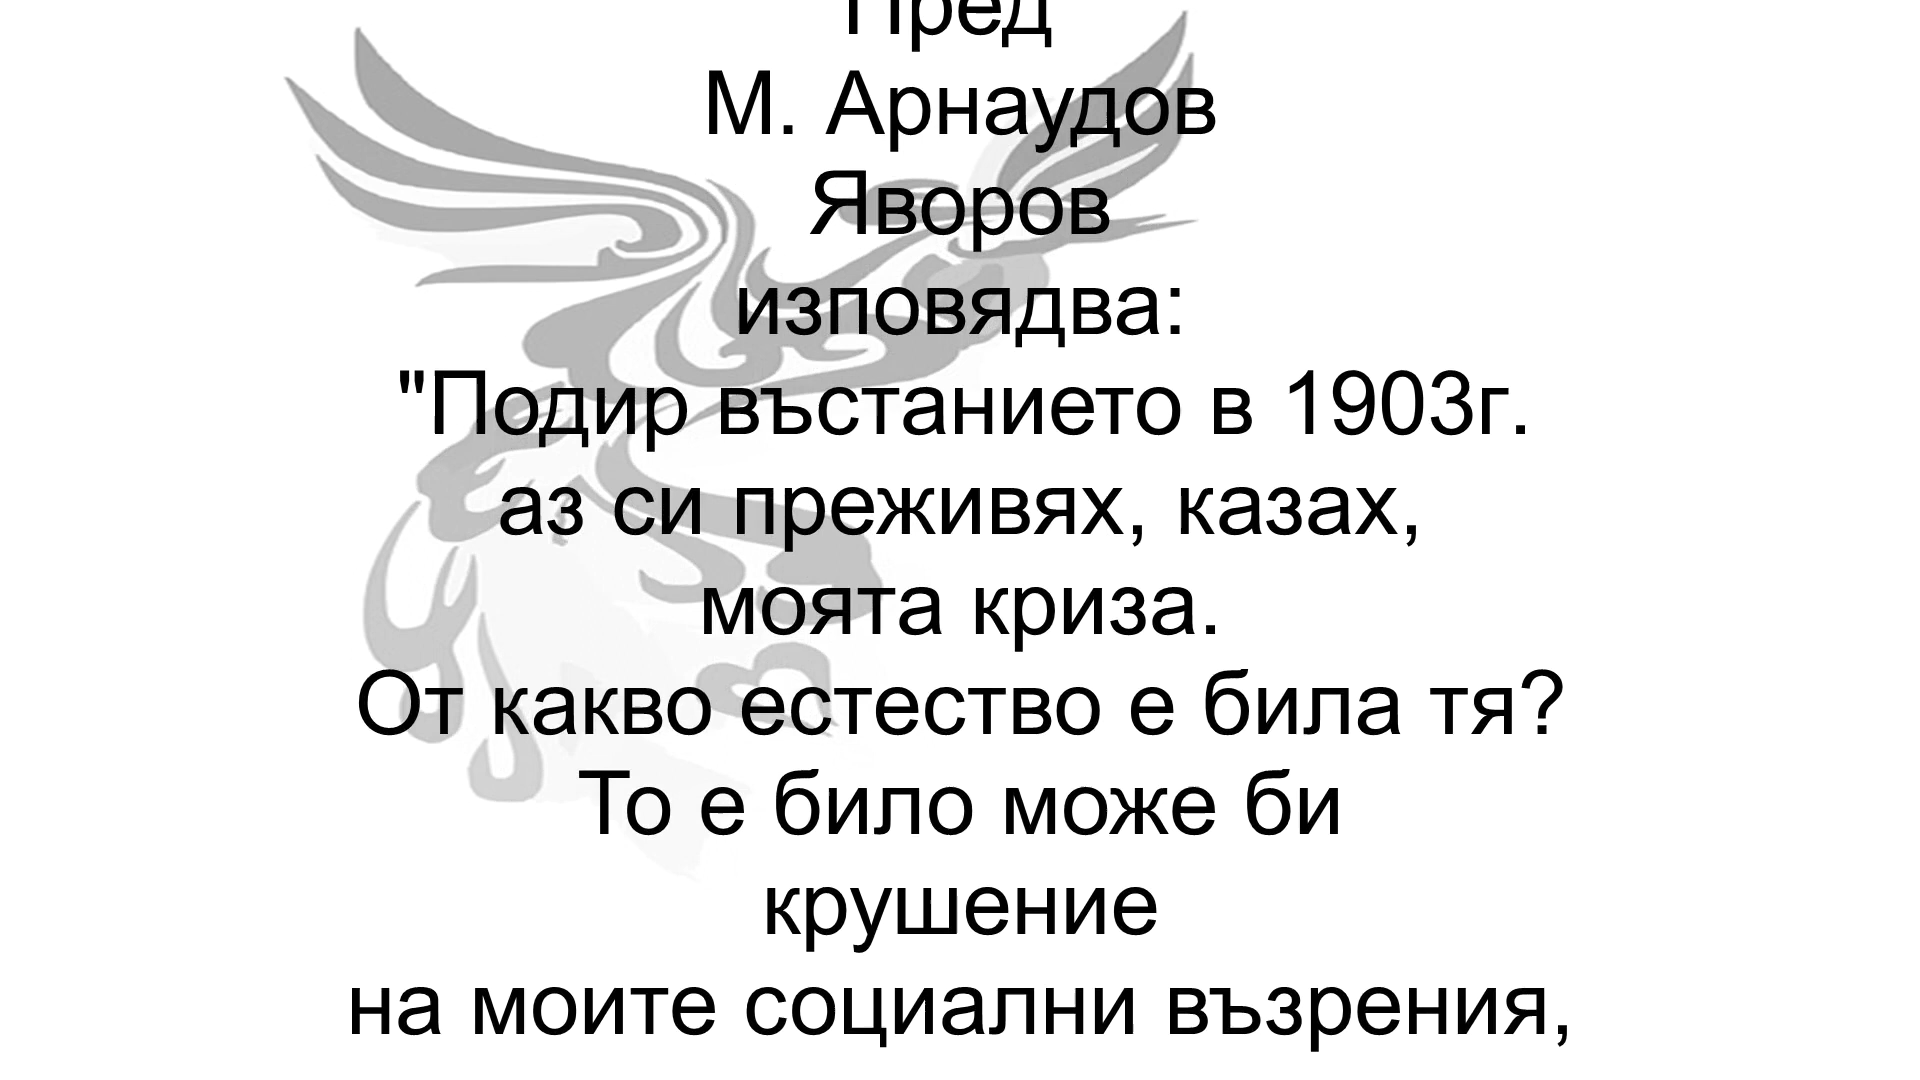 Пред
М. Арнаудов
Яворов
изповядва:
"Подир въстанието в 1903г.
аз си преживях, казах,
моята криза.
От какво естество е била тя?
То е било може би
крушение
на моите социални възрения,